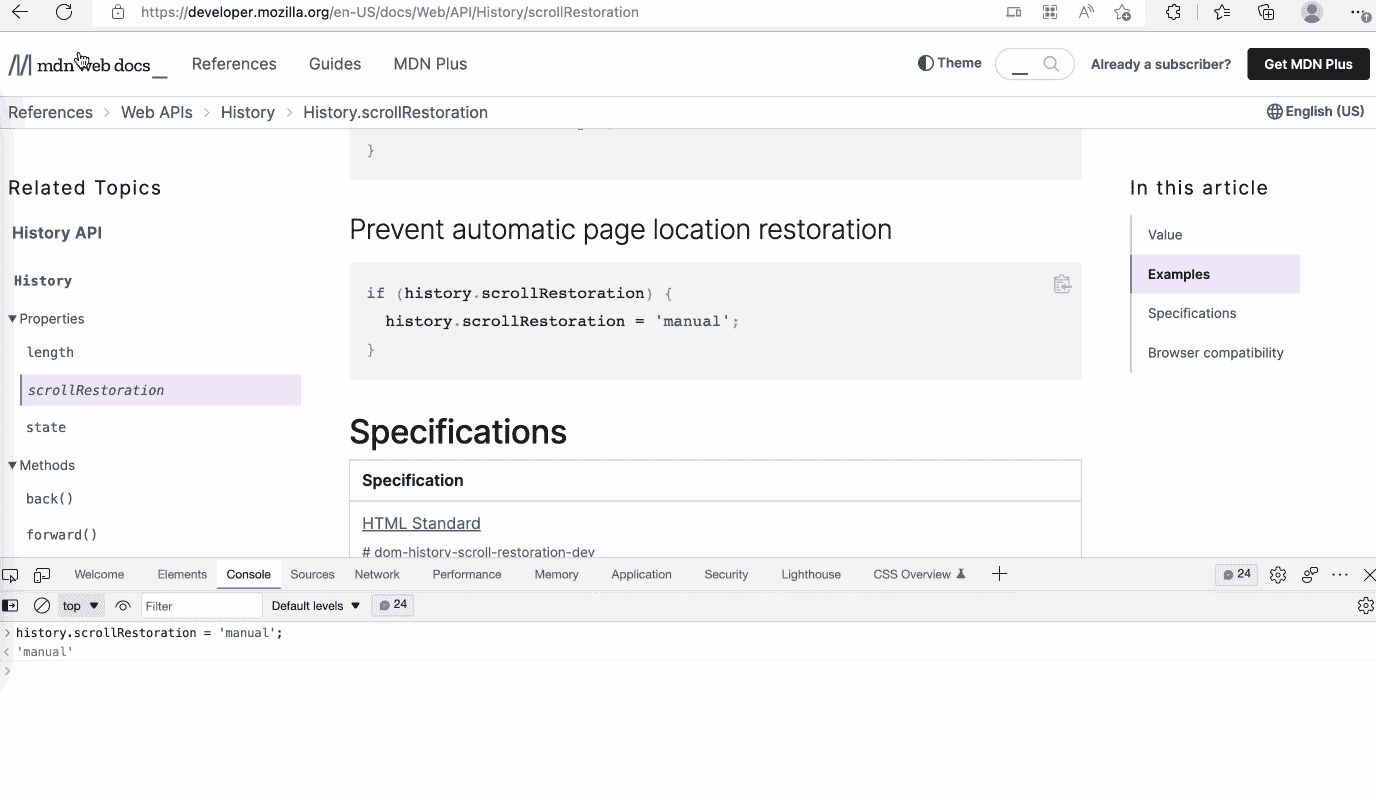 https://developer.mozilla.org/en-US/docs/Web/API/History/scrollRestoration
mdn web docs_ References Guides MDN Plus Theme Already a subscriber? Get MDN Plus
References > Web APIs > History > History.scrollRestoration English (US)
}
Related Topics
History API
History
Properties
length
scrollRestoration
state
Methods
back()
forward()
Prevent automatic page location restoration
if (history.scrollRestoration) {
history.scrollRestoration = 'manual';
}
Specifications
Specification
HTML Standard
# dom-history-scroll-restoration-dev
In this article
Value
Examples
Specifications
Browser compatibility
Welcome Elements Console Sources Network Performance Memory Application Security Lighthouse CSS Overview 24
top Filter Default levels 24
> history.scrollRestoration = 'manual';
< 'manual'
>